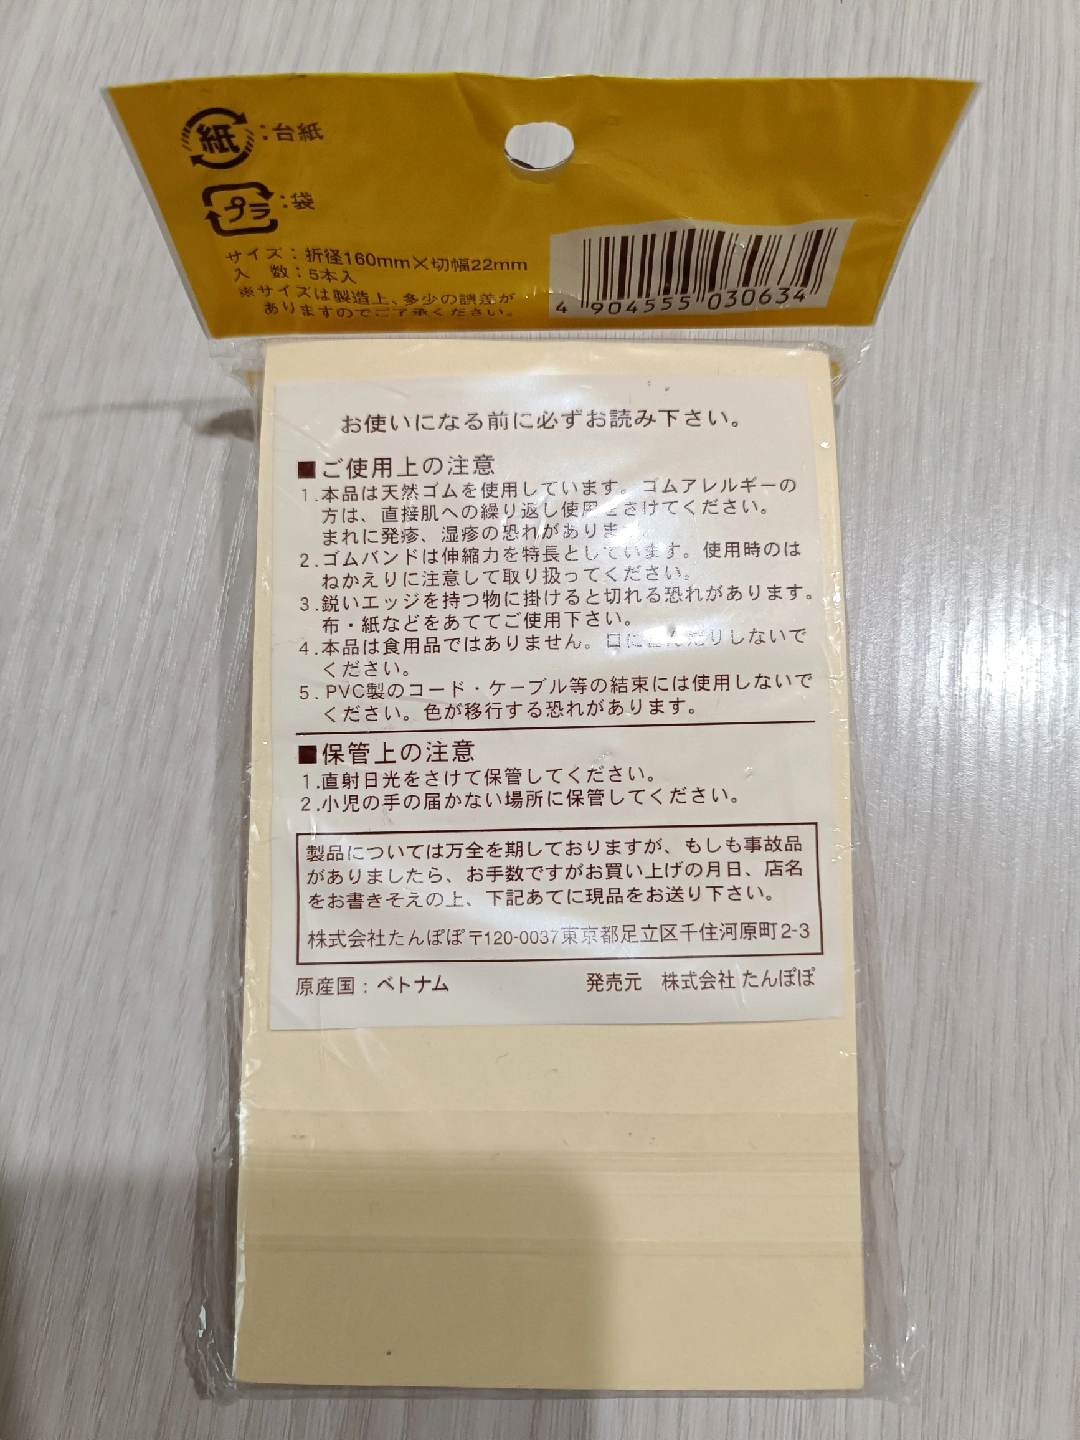 紙:台紙
プラ:袋
サイズ:折径160mm×切幅22mm
入 数:5本入
※サイズは製造上、多少の誤差が
ありますのでご了承ください。
4 904555 030634
お使いになる前に必ずお読み下さい。
■ご使用上の注意
1.本品は天然ゴムを使用しています。ゴムアレルギーの
方は、直接肌への繰り返し使用をさけてください。
まれに発疹、湿疹の恐れがありま
2.ゴムバンドは伸縮力を特長としています。使用時のは
ねかえりに注意して取り扱ってください。
3.鋭いエッジを持つ物に掛けると切れる恐れがあります。
布・紙などをあててご使用下さい。
4.本品は食用品ではありません。口に含んだりしないで
ください。
5.PVC製のコード・ケーブル等の結束には使用しないで
ください。色が移行する恐れがあります。
■保管上の注意
1.直射日光をさけて保管してください。
2.小児の手の届かない場所に保管してください。
製品については万全を期しておりますが、もしも事故品
がありましたら、お手数ですがお買い上げの月日、店名
をお書きそえの上、下記あてに現品をお送り下さい。
株式会社たんぽぽ〒120-0037東京都足立区千住河原町2-3
原産国:ベトナム 発売元 株式会社たんぽぽ